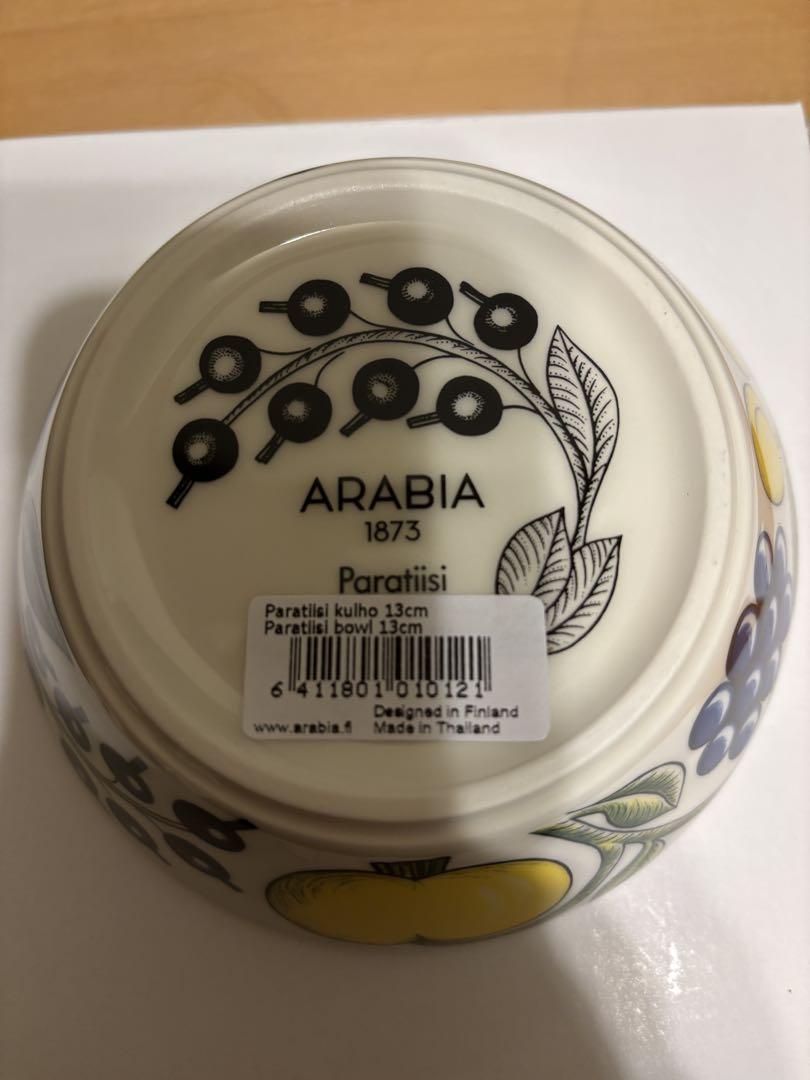 ARABIA
1873
Paratiisi
Paratiisi kulho 13cm
Paratiisi bowl 13cm
6 411801 010121
Designed in Finland
www.arabia.fi Made in Thailand